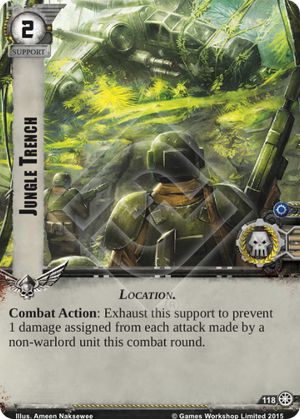 2
SUPPORT
JUNGLE TRENCH
LOCATION.
Combat Action: Exhaust this support to prevent
1 damage assigned from each attack made by a
non-warlord unit this combat round.
118
Illus. Ameen Naksewee
© Games Workshop Limited 2015